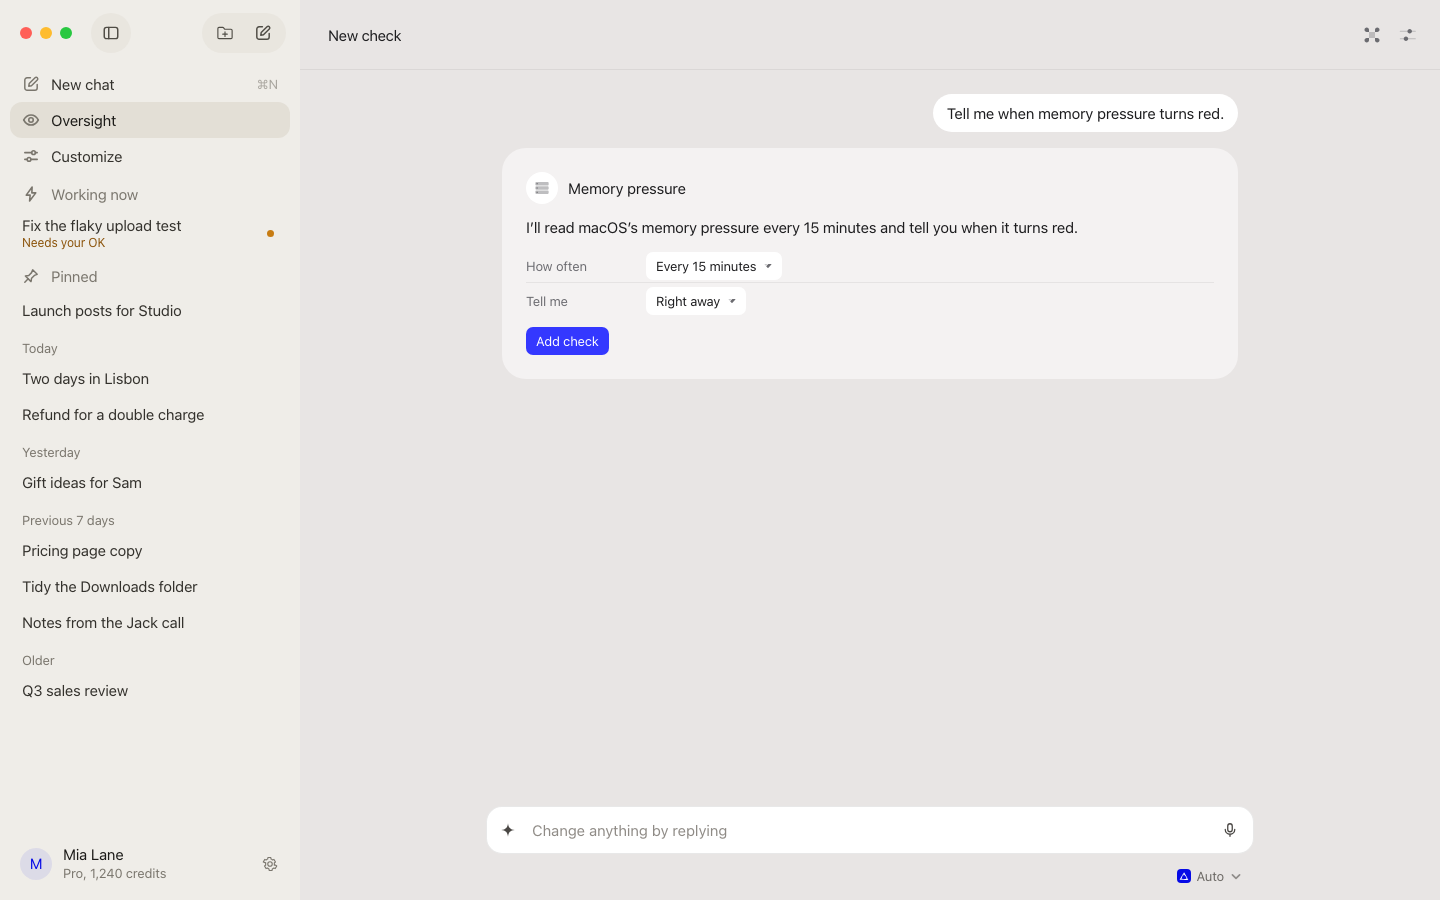 New chat
⌘N
Oversight
Customize
Working now
Fix the flaky upload test
Needs your OK
Pinned
Launch posts for Studio
Today
Two days in Lisbon
Refund for a double charge
Yesterday
Gift ideas for Sam
Previous 7 days
Pricing page copy
Tidy the Downloads folder
Notes from the Jack call
Older
Q3 sales review
M
Mia Lane
Pro, 1,240 credits
New check
Tell me when memory pressure turns red.
Memory pressure
I’ll read macOS’s memory pressure every 15 minutes and tell you when it turns red.
How often Every 15 minutes
Tell me Right away
Add check
Change anything by replying
Auto